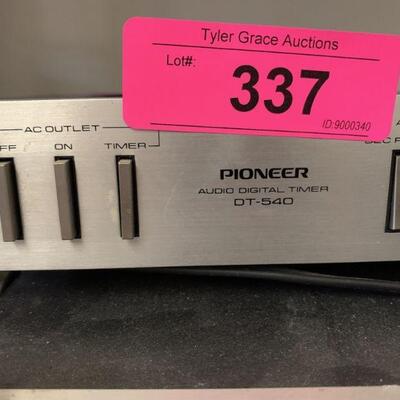 Tyler Grace Auctions
Lot#:
337
ID:9000340
AC OUTLET
ON TIMER
PIONEER
AUDIO DIGITAL TIMER
DT-540